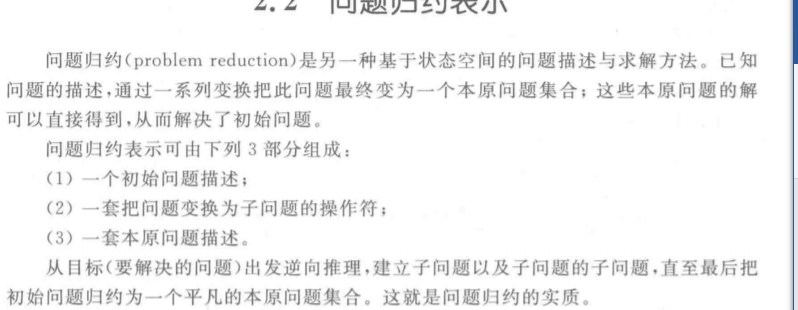 2.2 问题归约表示
问题归约(problem reduction)是另一种基于状态空间的问题描述与求解方法。已知
问题的描述,通过一系列变换把此问题最终变为一个本原问题集合;这些本原问题的解
可以直接得到,从而解决了初始问题。
问题归约表示可由下列 3 部分组成:
(1) 一个初始问题描述;
(2) 一套把问题变换为子问题的操作符;
(3) 一套本原问题描述。
从目标(要解决的问题)出发逆向推理,建立子问题以及子问题的子问题,直至最后把
初始问题归约为一个平凡的本原问题集合。这就是问题归约的实质。